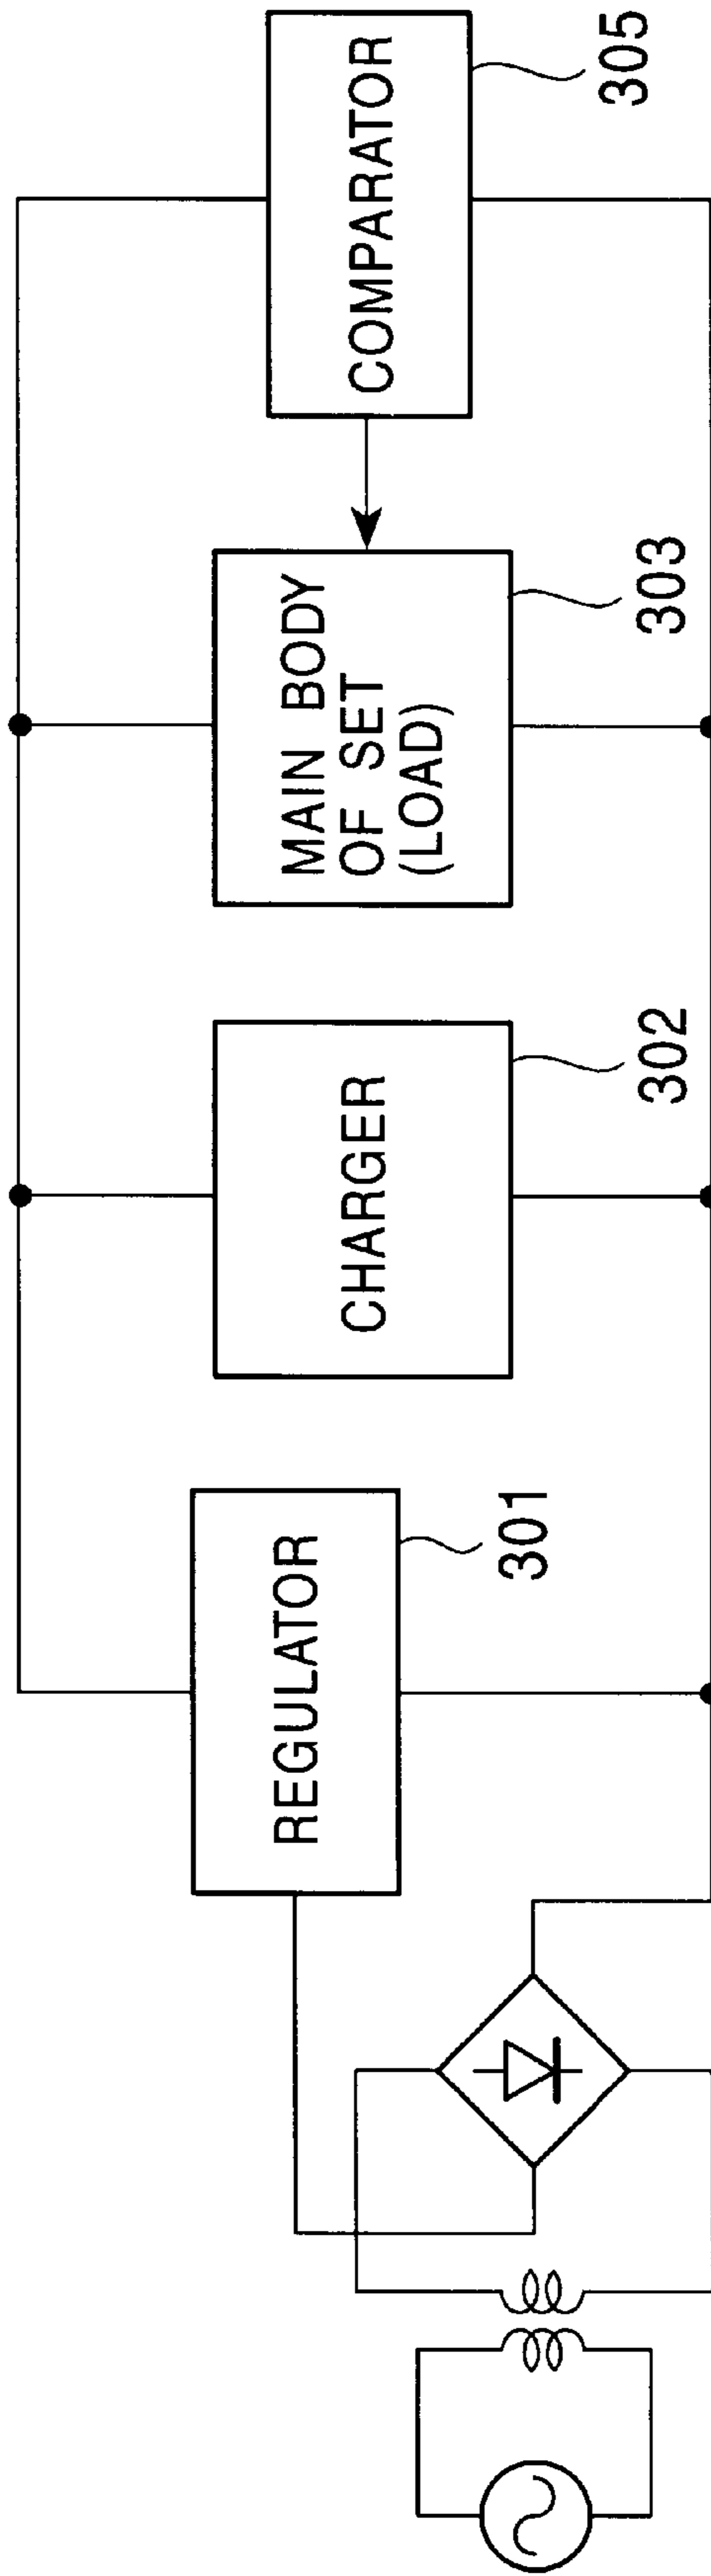 REGULATOR
301
CHARGER
302
MAIN BODY
OF SET
(LOAD)
303
COMPARATOR
305